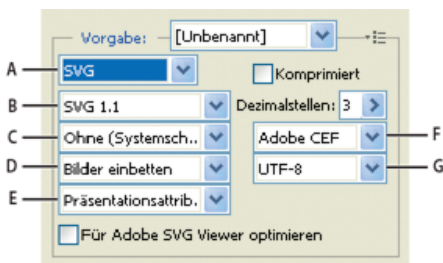 Vorgabe: [Unbenannt]
A SVG Komprimiert
B SVG 1.1 Dezimalstellen: 3
C Ohne (Systemsch.. Adobe CEF F
D Bilder einbetten UTF-8 G
E Präsentationsattrib.
Für Adobe SVG Viewer optimieren